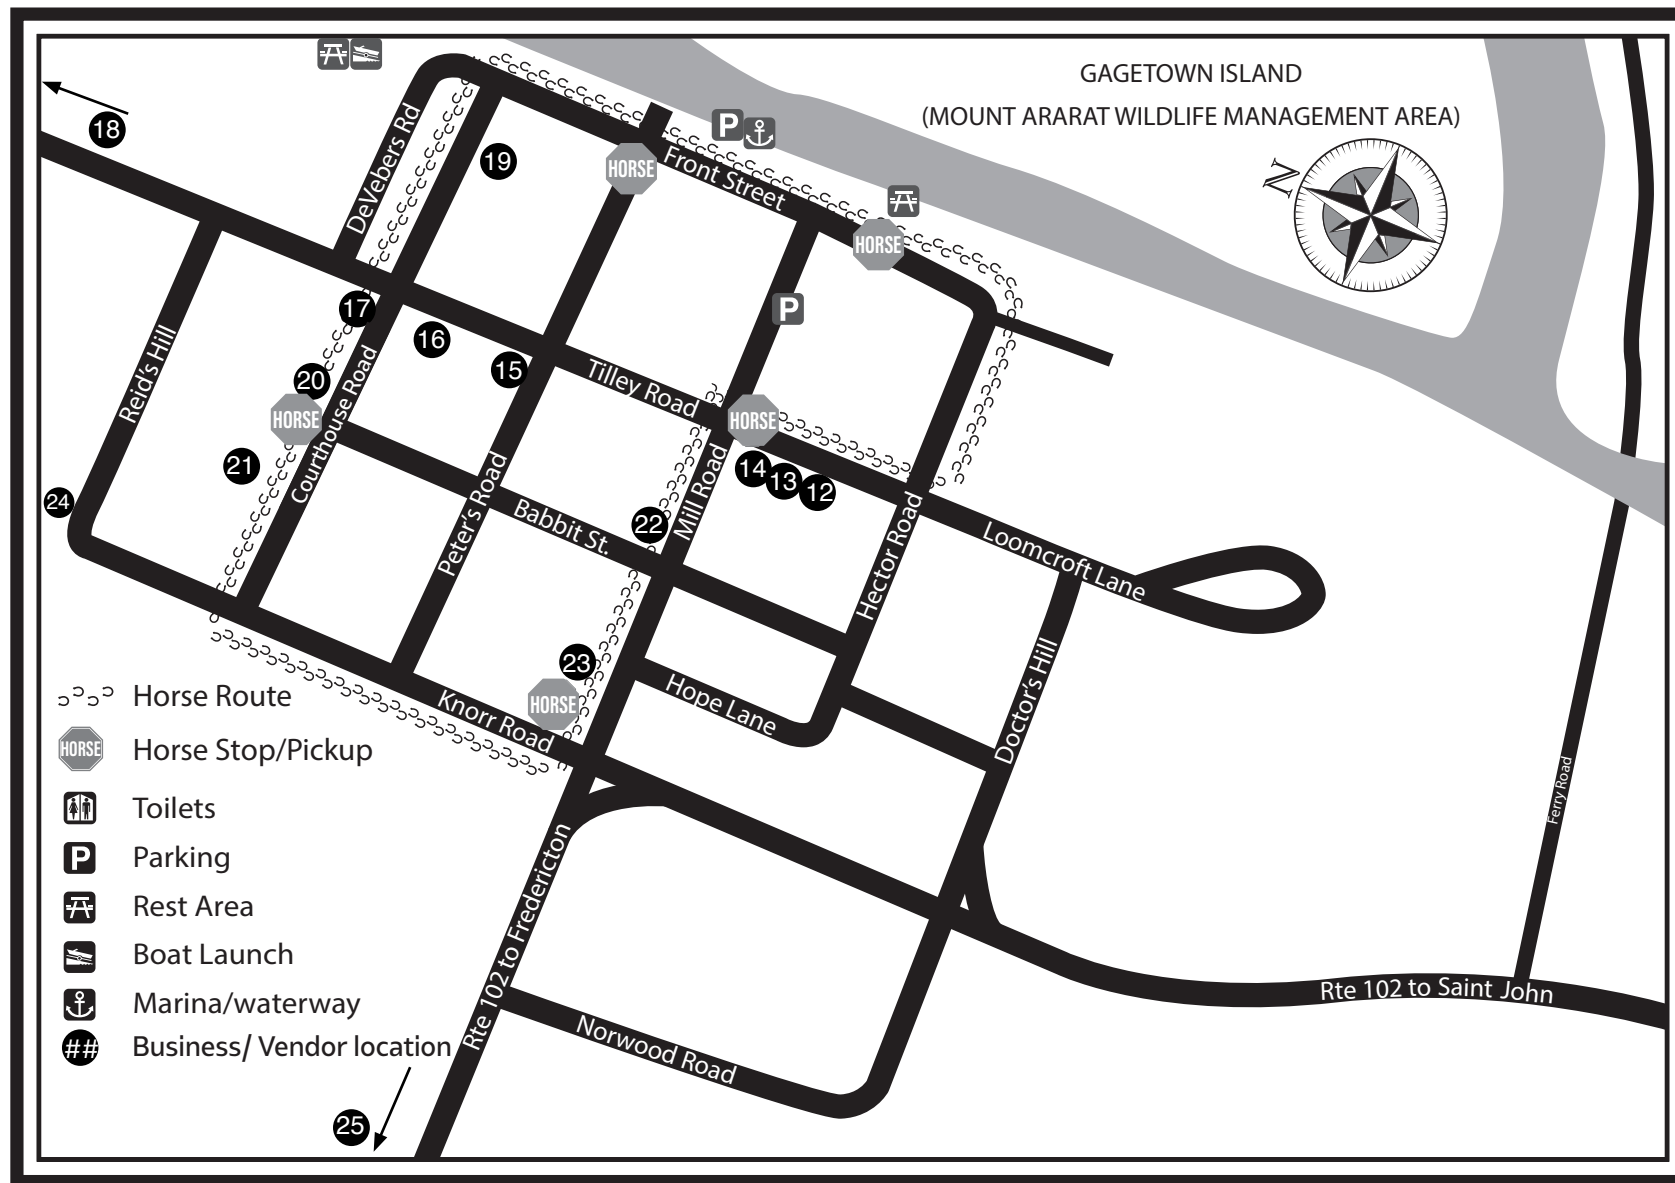 GAGETOWN ISLAND
(MOUNT ARARAT WILDLIFE MANAGEMENT AREA)
N
18
DeVebers Rd
19
HORSE
Front Street
P
HORSE
17
16
15
P
Reid's Hill
20
HORSE
Courthouse Road
21
Tilley Road
HORSE
14
13
12
24
Peter's Road
Babbit St.
22
Mill Road
Hector Road
Loomcroft Lane
23
HORSE
Knorr Road
Hope Lane
Doctor's Hill
Ferry Road
Horse Route
HORSE
Horse Stop/Pickup
Toilets
P
Parking
Rest Area
Boat Launch
Marina/waterway
##
Business/ Vendor location
Rte 102 to Fredericton
Rte 102 to Saint John
Norwood Road
25